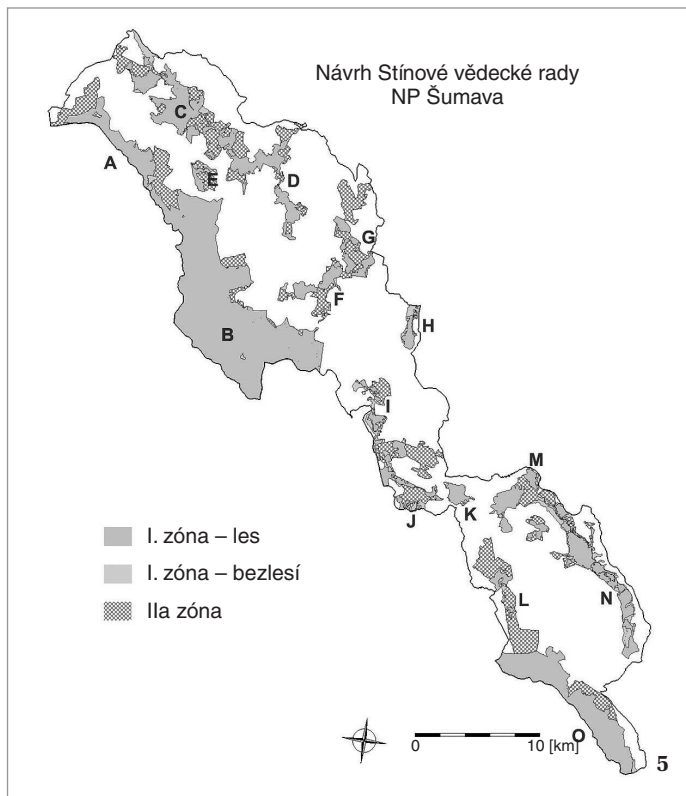 Návrh Stínové vědecké rady
NP Šumava
C
A
E
D
G
F
B
H
I
M
J
K
I. zóna – les
I. zóna – bezlesí
IIa zóna
L
N
O
0 10 [km]
5